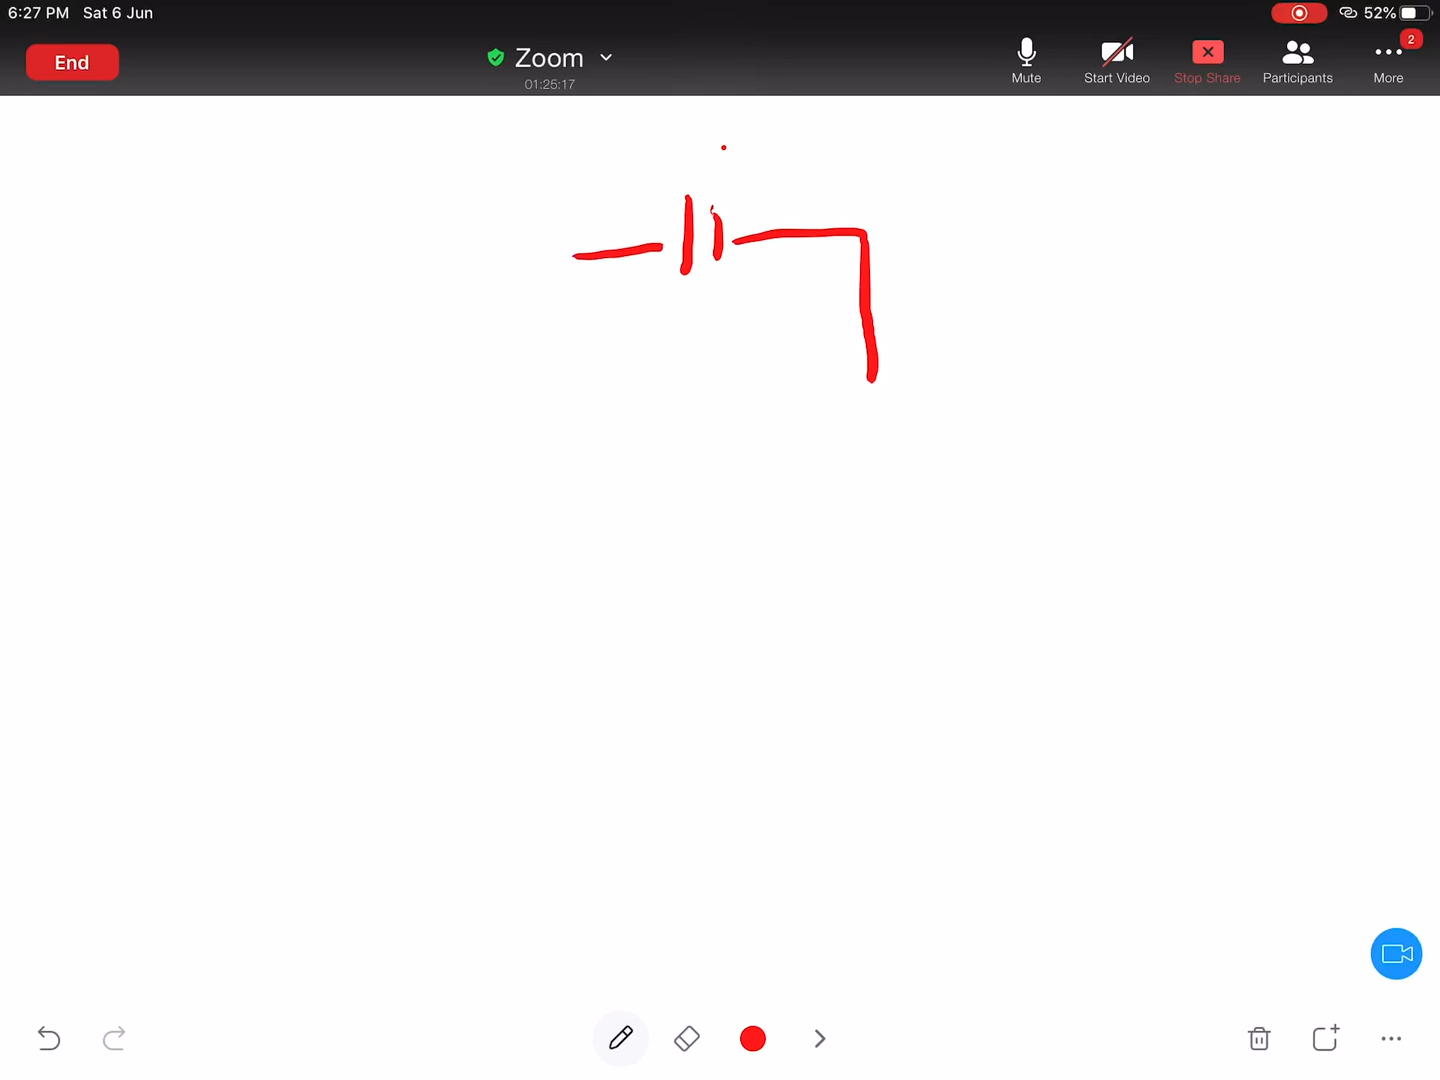 6:27 PM Sat 6 Jun
52%
End
Zoom
01:25:17
Mute
Start Video
Stop Share
Participants
More
2